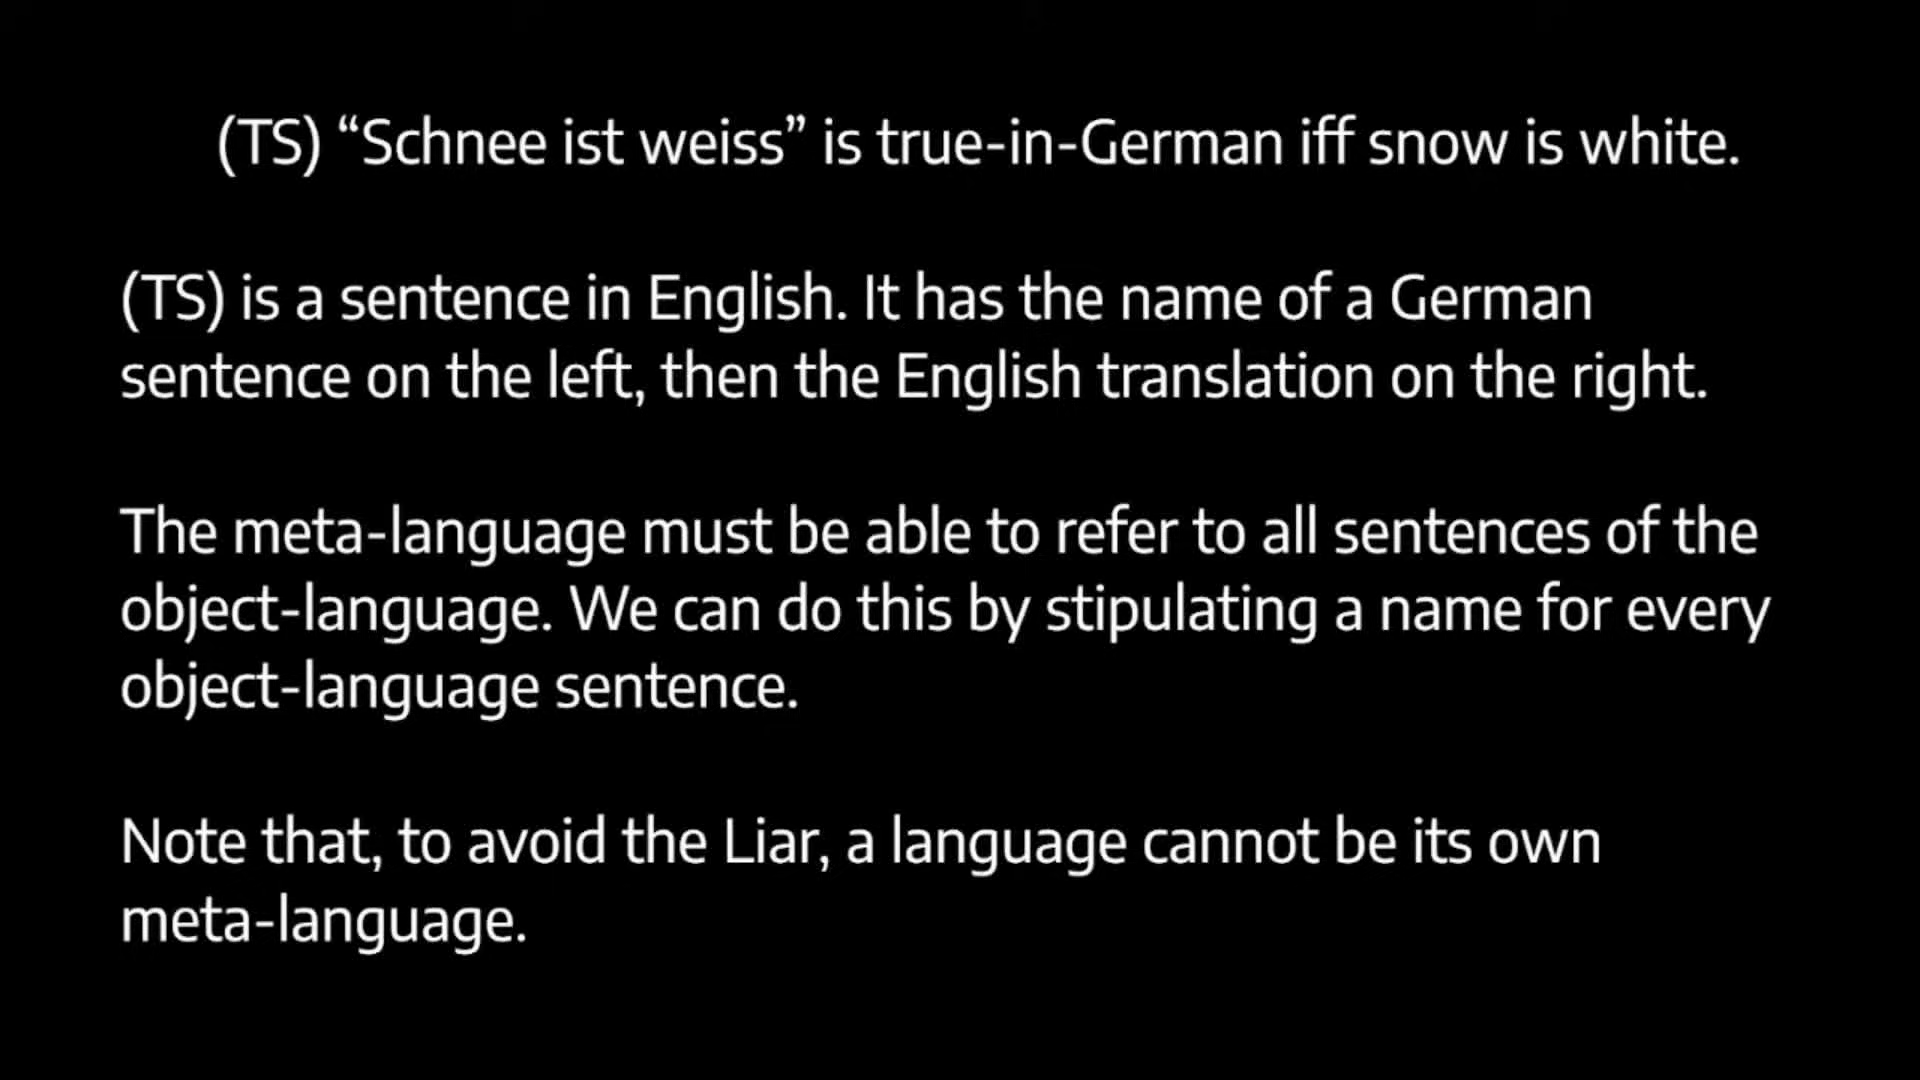 (TS) “Schnee ist weiss” is true-in-German iff snow is white.
(TS) is a sentence in English. It has the name of a German
sentence on the left, then the English translation on the right.
The meta-language must be able to refer to all sentences of the
object-language. We can do this by stipulating a name for every
object-language sentence.
Note that, to avoid the Liar, a language cannot be its own
meta-language.